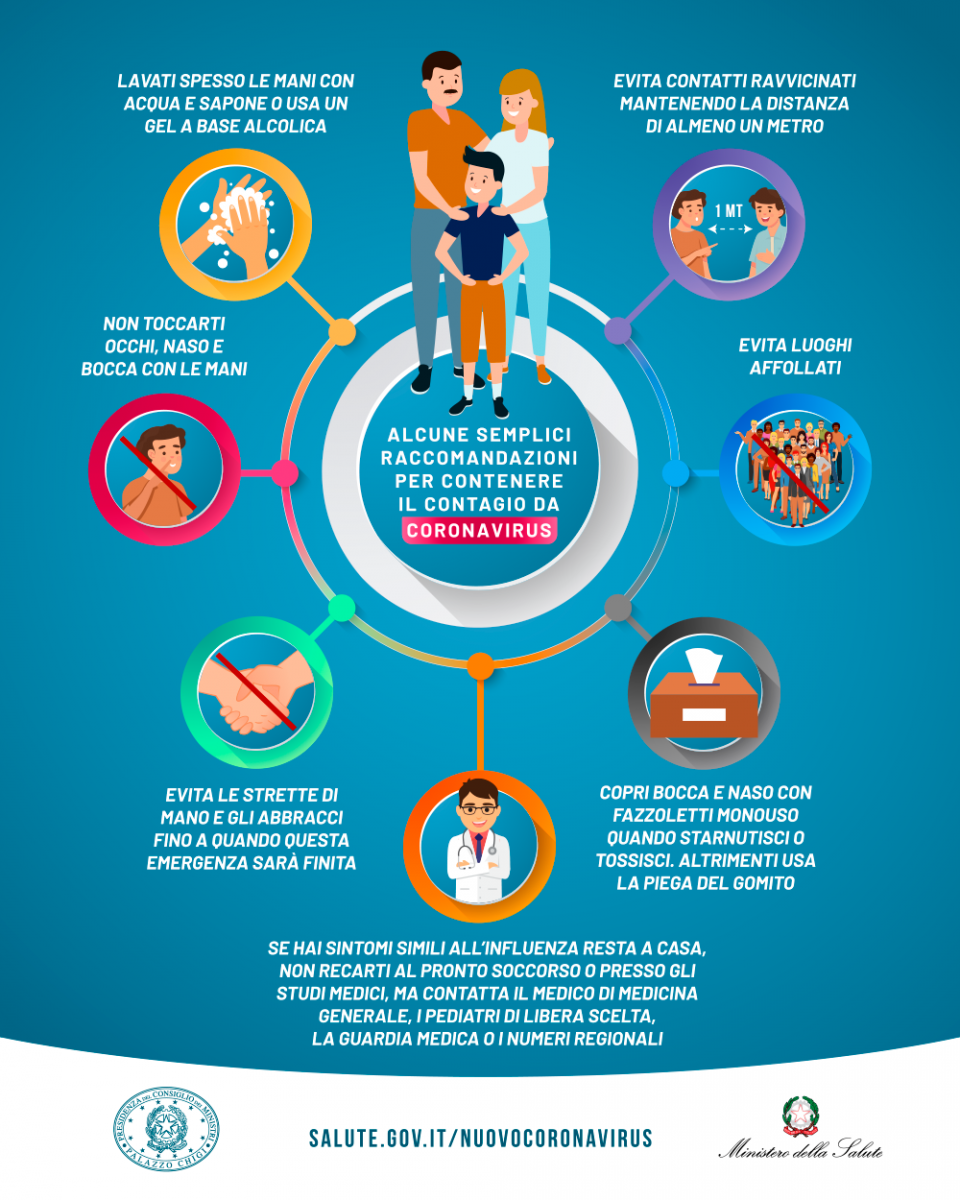 LAVATI SPESSO LE MANI CON
ACQUA E SAPONE O USA UN
GEL A BASE ALCOLICA
EVITA CONTATTI RAVVICINATI
MANTENENDO LA DISTANZA
DI ALMENO UN METRO
1 MT
NON TOCCARTI
OCCHI, NASO E
BOCCA CON LE MANI
EVITA LUOGHI
AFFOLLATI
ALCUNE SEMPLICI
RACCOMANDAZIONI
PER CONTENERE
IL CONTAGIO DA
CORONAVIRUS
EVITA LE STRETTE DI
MANO E GLI ABBRACCI
FINO A QUANDO QUESTA
EMERGENZA SARÀ FINITA
COPRI BOCCA E NASO CON
FAZZOLETTI MONOUSO
QUANDO STARNUTISCI O
TOSSISCI. ALTRIMENTI USA
LA PIEGA DEL GOMITO
SE HAI SINTOMI SIMILI ALL'INFLUENZA RESTA A CASA,
NON RECARTI AL PRONTO SOCCORSO O PRESSO GLI
STUDI MEDICI, MA CONTATTA IL MEDICO DI MEDICINA
GENERALE, I PEDIATRI DI LIBERA SCELTA,
LA GUARDIA MEDICA O I NUMERI REGIONALI
PRESIDENZA DEL CONSIGLIO DEI MINISTRI
PALAZZO CHIGI
SALUTE.GOV.IT/NUOVOCORONAVIRUS
Ministero della Salute